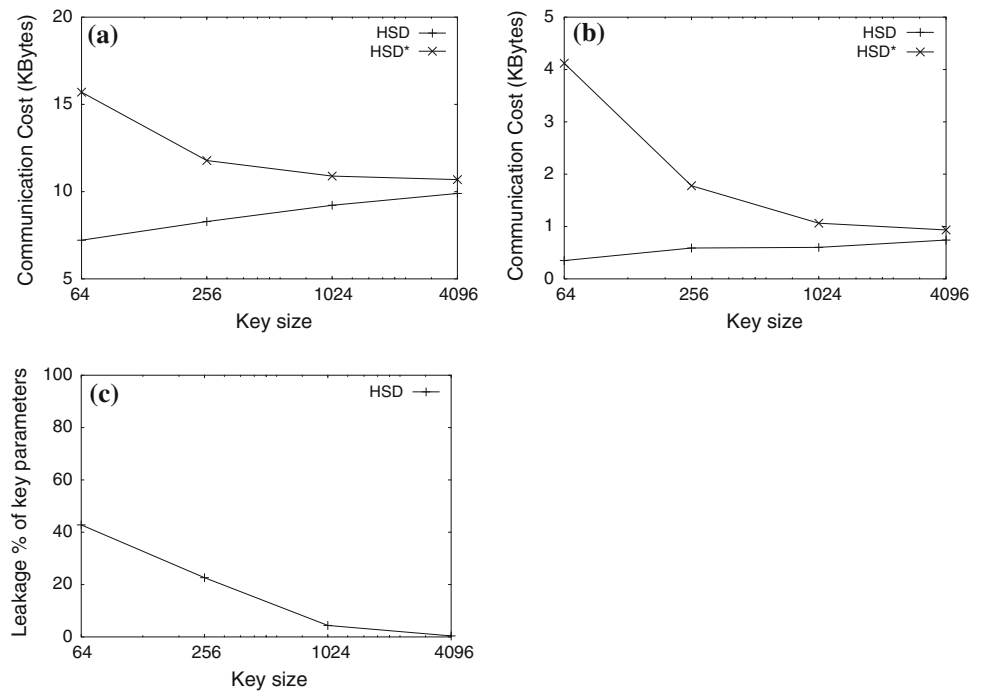 (a)
HSD
HSD*
Communication Cost (KBytes)
20
15
10
5
64 256 1024 4096
Key size
(b)
HSD
HSD*
Communication Cost (KBytes)
5
4
3
2
1
0
64 256 1024 4096
Key size
(c)
HSD
Leakage % of key parameters
100
80
60
40
20
0
64 256 1024 4096
Key size